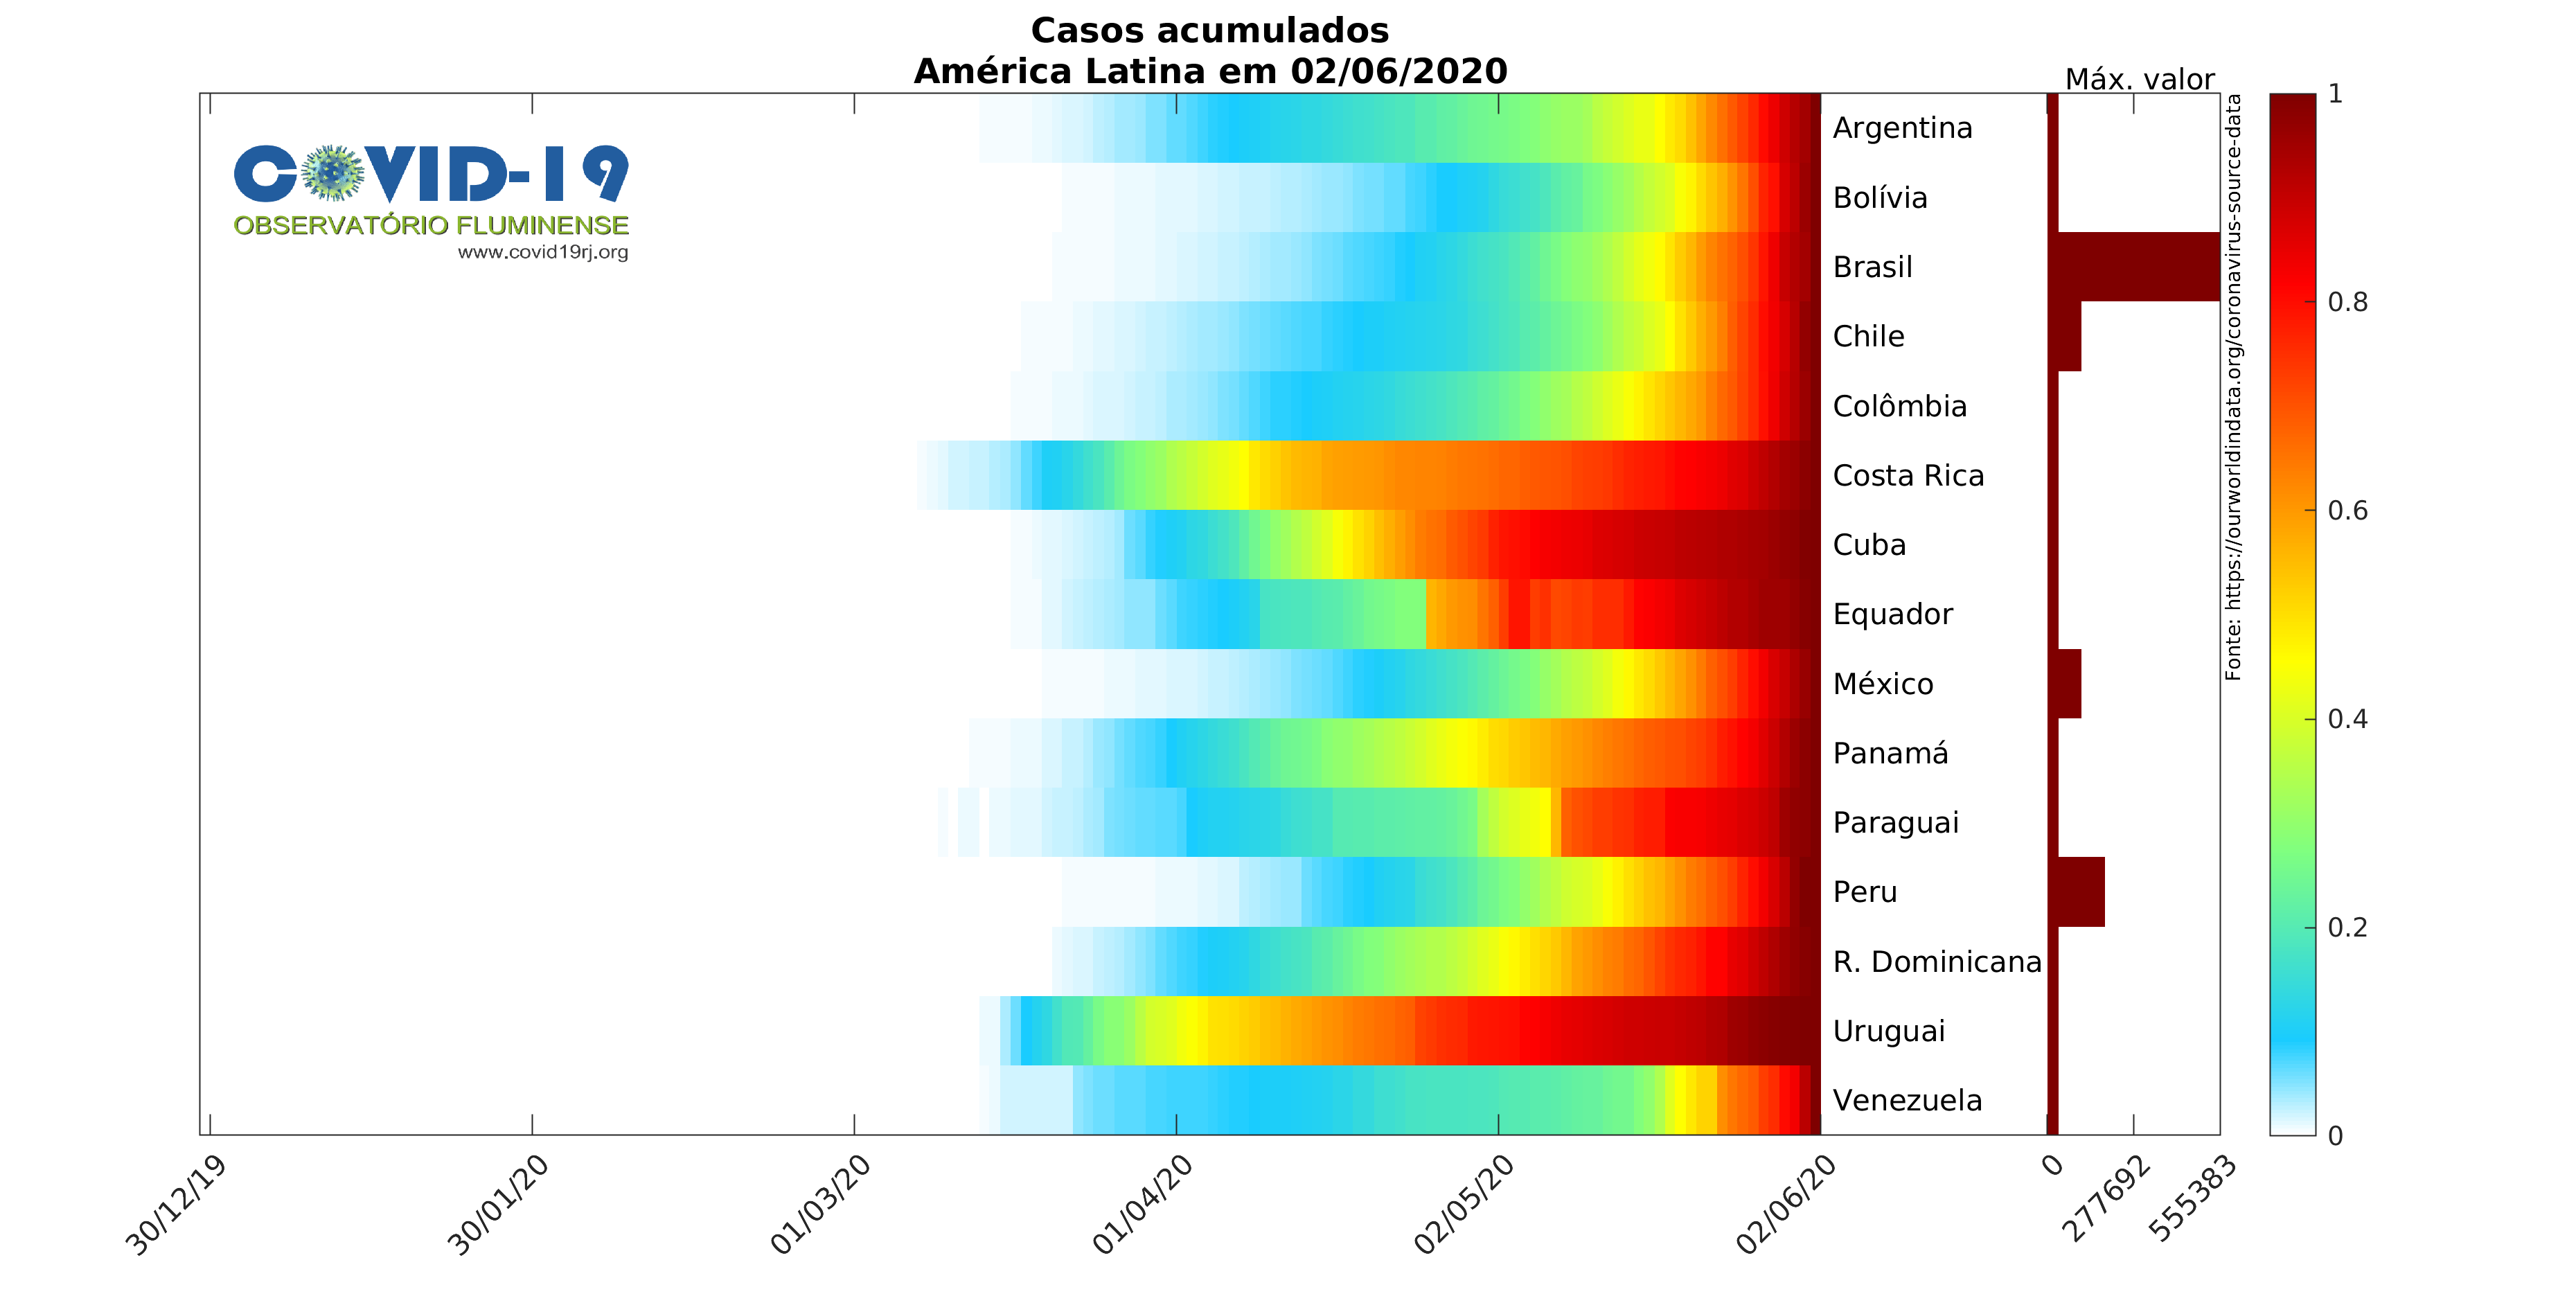 Casos acumulados
América Latina em 02/06/2020
Máx. valor
COVID-19
OBSERVATÓRIO FLUMINENSE
www.covid19rj.org
Argentina
Bolívia
Brasil
Chile
Colômbia
Costa Rica
Cuba
Equador
México
Panamá
Paraguai
Peru
R. Dominicana
Uruguai
Venezuela
Fonte: https://ourworldindata.org/coronavirus-source-data
1
0.8
0.6
0.4
0.2
0
30/12/19
30/01/20
01/03/20
01/04/20
02/05/20
02/06/20
0
277692
555383